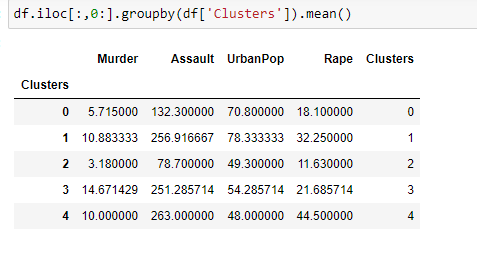 df.iloc[:,0:].groupby(df['Clusters']).mean()
Murder Assault UrbanPop Rape Clusters
Clusters
0 5.715000 132.300000 70.800000 18.100000 0
1 10.883333 256.916667 78.333333 32.250000 1
2 3.180000 78.700000 49.300000 11.630000 2
3 14.671429 251.285714 54.285714 21.685714 3
4 10.000000 263.000000 48.000000 44.500000 4